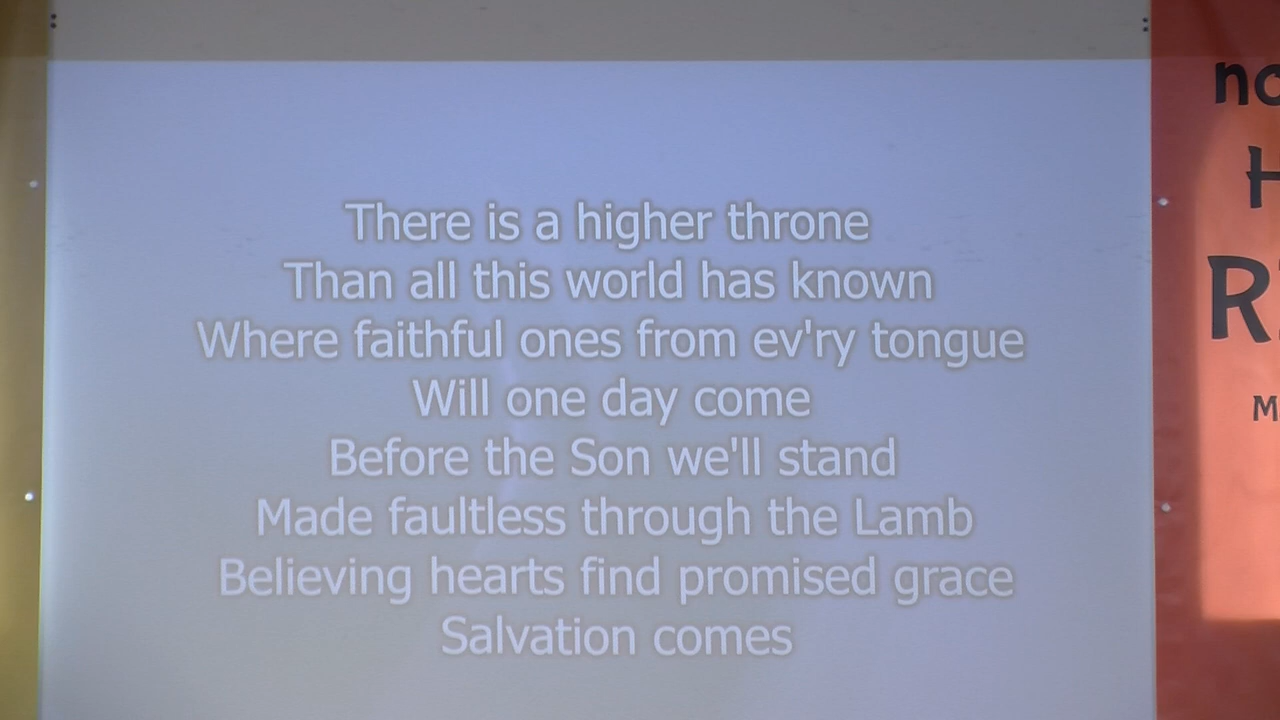 There is a higher throne
Than all this world has known
Where faithful ones from ev'ry tongue
Will one day come
Before the Son we'll stand
Made faultless through the Lamb
Believing hearts find promised grace
Salvation comes